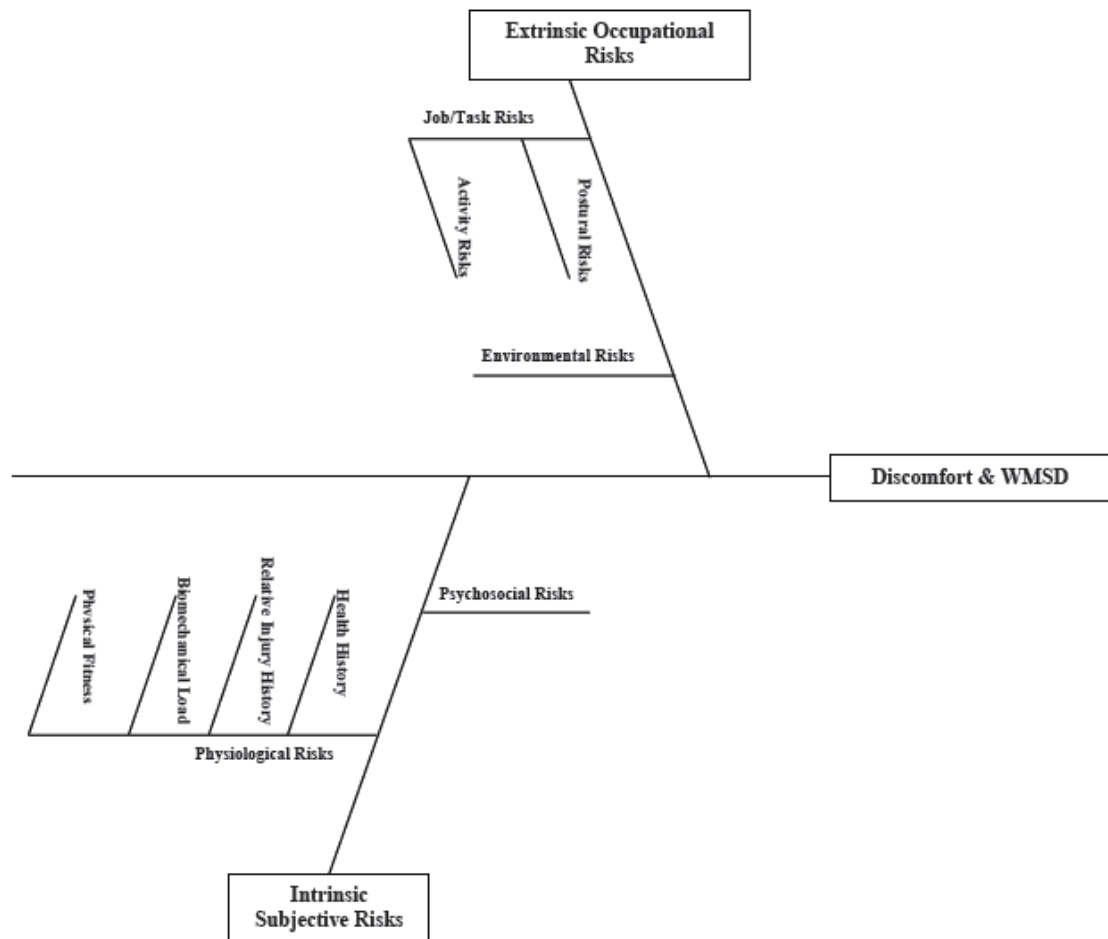 Extrinsic Occupational
Risks
Job/Task Risks
Activity Risks
Postural Risks
Environmental Risks
Discomfort & WMSD
Psychosocial Risks
Physical Fitness
Biomechanical Load
Relative Injury History
Health History
Physiological Risks
Intrinsic
Subjective Risks